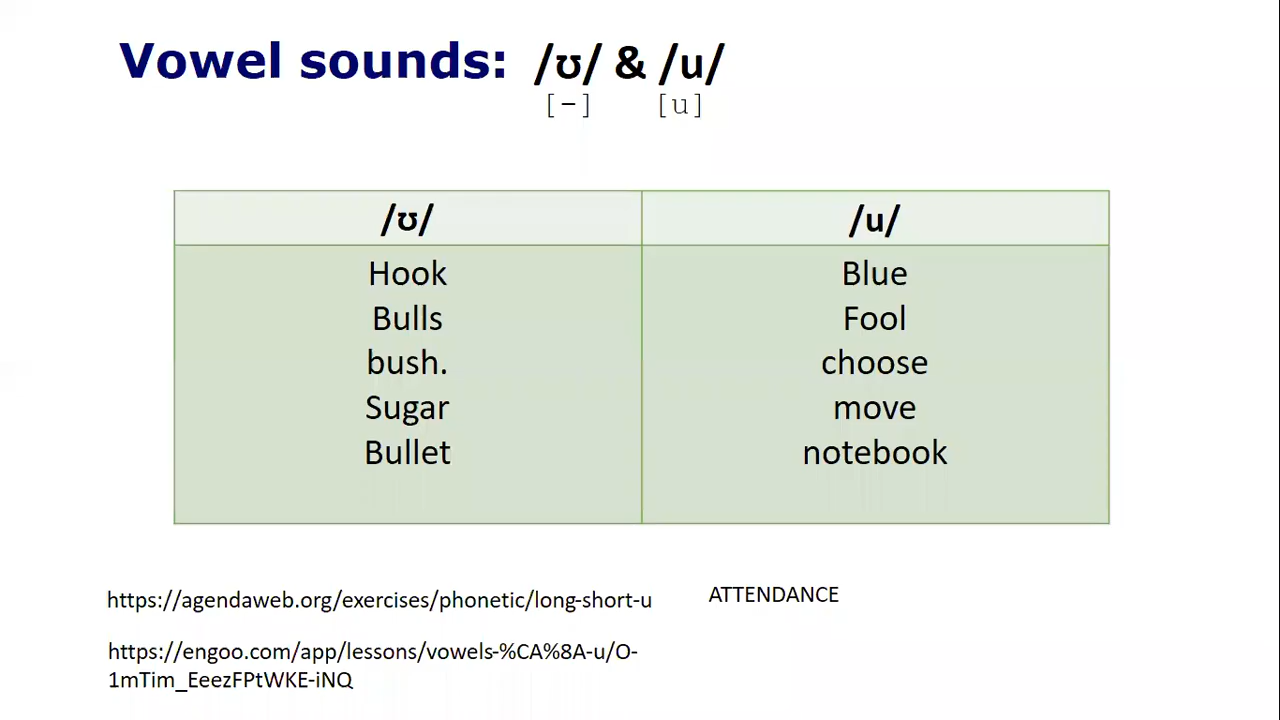 Vowel sounds: /ʊ/ & /u/
[-] [u]
/ʊ/ /u/
Hook Blue
Bulls Fool
bush. choose
Sugar move
Bullet notebook
https://agendaweb.org/exercises/phonetic/long-short-u ATTENDANCE
https://engoo.com/app/lessons/vowels-%CA%8A-u/O-
1mTim_EeezFPtWKE-iNQ